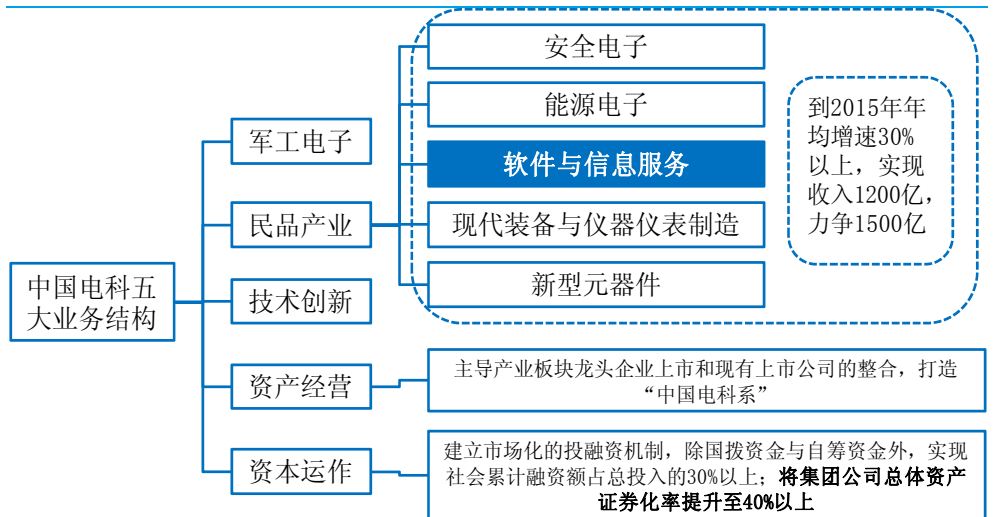 中国电科五
大业务结构
军工电子
民品产业
技术创新
资产经营
资本运作
安全电子
能源电子
软件与信息服务
现代装备与仪器仪表制造
新型元器件
到2015年年
均增速30%
以上，实现
收入1200亿，
力争1500亿
主导产业板块龙头企业上市和现有上市公司的整合，打造
“中国电科系”
建立市场化的投融资机制，除国拨资金与自筹资金外，实现
社会累计融资额占总投入的30%以上；将集团公司总体资产
证券化率提升至40%以上